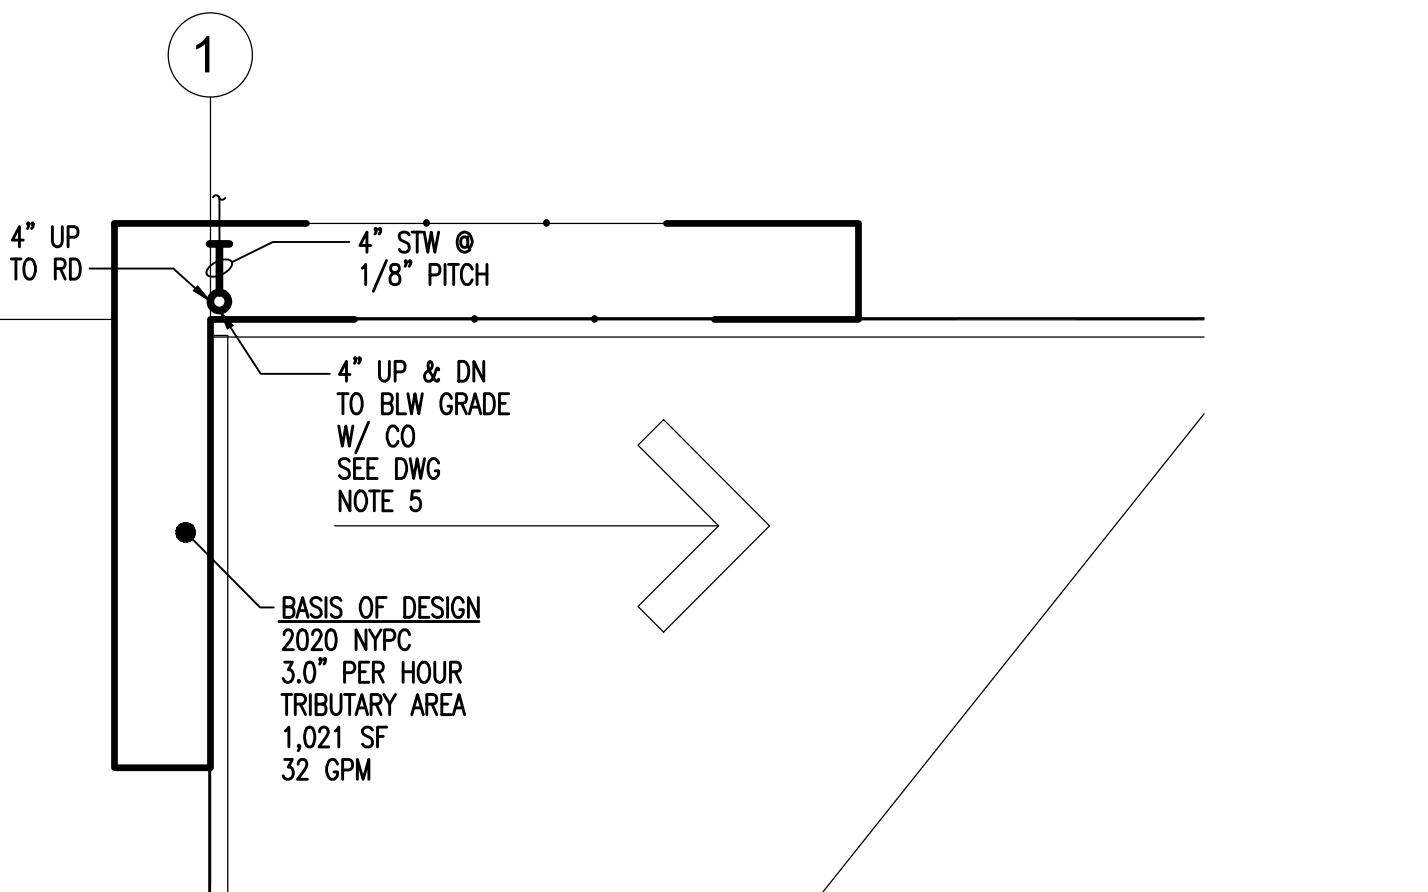 1
4” UP
TO RD
4” STW @
1/8” PITCH
4” UP & DN
TO BLW GRADE
W/ CO
SEE DWG
NOTE 5
BASIS OF DESIGN
2020 NYPC
3.0” PER HOUR
TRIBUTARY AREA
1,021 SF
32 GPM